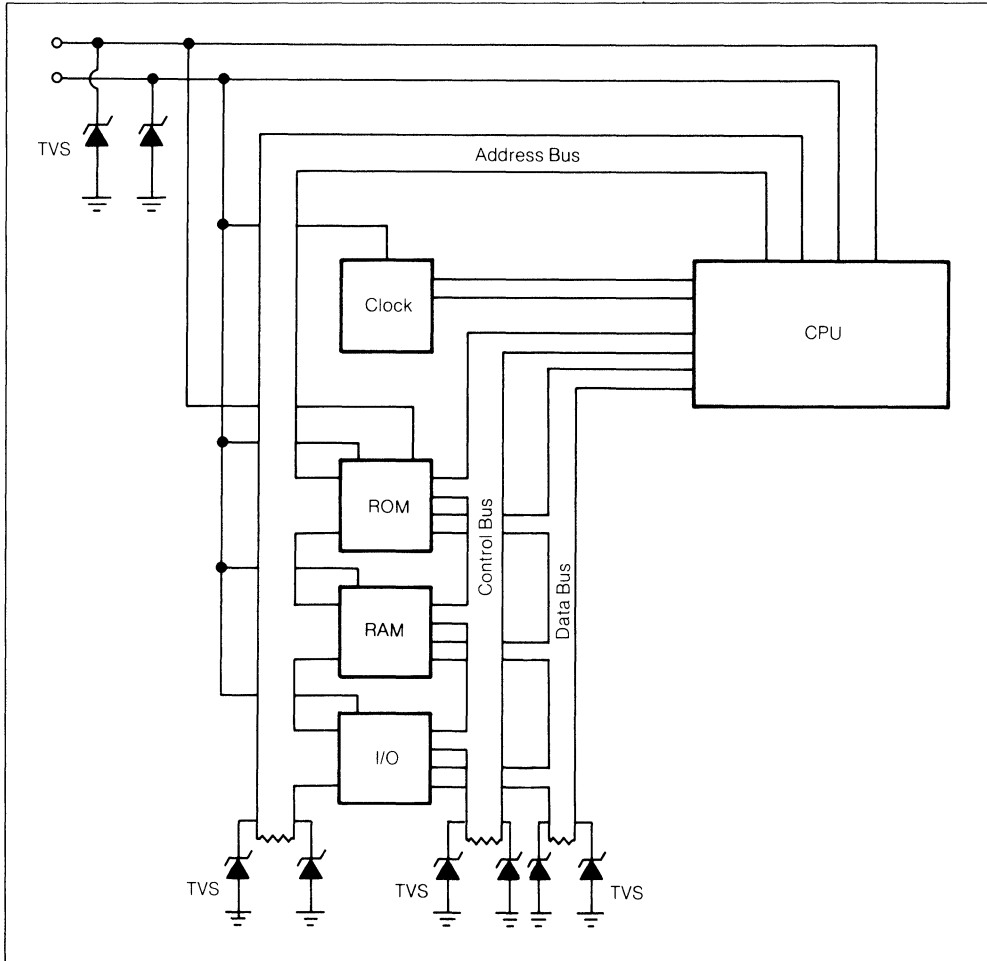 TVS
Address Bus
Clock
CPU
ROM
Control Bus
Data Bus
RAM
I/O
TVS
TVS
TVS